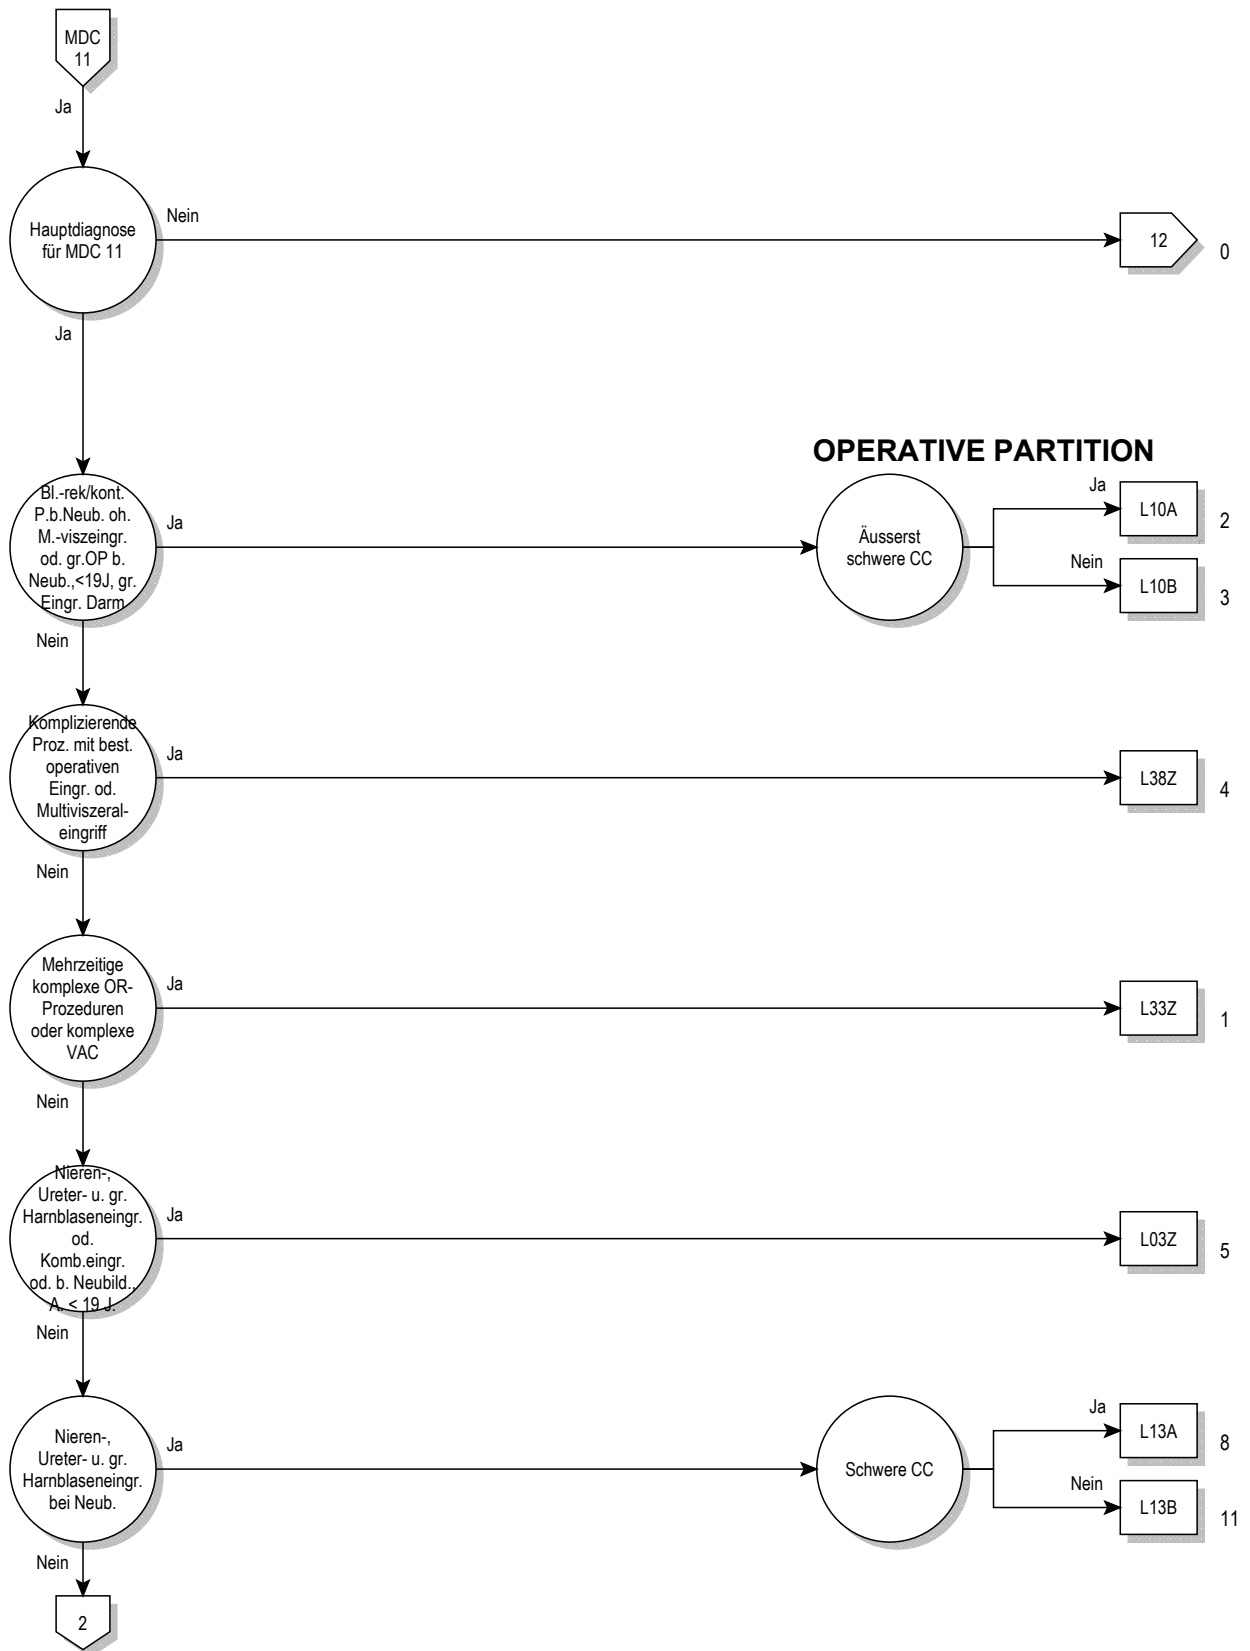 MDC
11
Ja
Hauptdiagnose
für MDC 11
Nein
12
0
Ja
OPERATIVE PARTITION
Bl.-rek/kont.
P.b.Neub. oh.
M.-viszeingr.
od. gr.OP b.
Neub.,<19J, gr.
Eingr. Darm
Ja
Äusserst
schwere CC
Ja
L10A
2
Nein
L10B
3
Nein
Komplizierende
Proz. mit best.
operativen
Eingr. od.
Multiviszeral-
eingriff
Ja
L38Z
4
Nein
Mehrzeitige
komplexe OR-
Prozeduren
oder komplexe
VAC
Ja
L33Z
1
Nein
Nieren-,
Ureter- u. gr.
Harnblaseneingr.
od.
Komb.eingr.
od. b. Neubild.,
A. < 19 J.
Ja
L03Z
5
Nein
Nieren-,
Ureter- u. gr.
Harnblaseneingr.
bei Neub.
Ja
Schwere CC
Ja
L13A
8
Nein
L13B
11
Nein
2